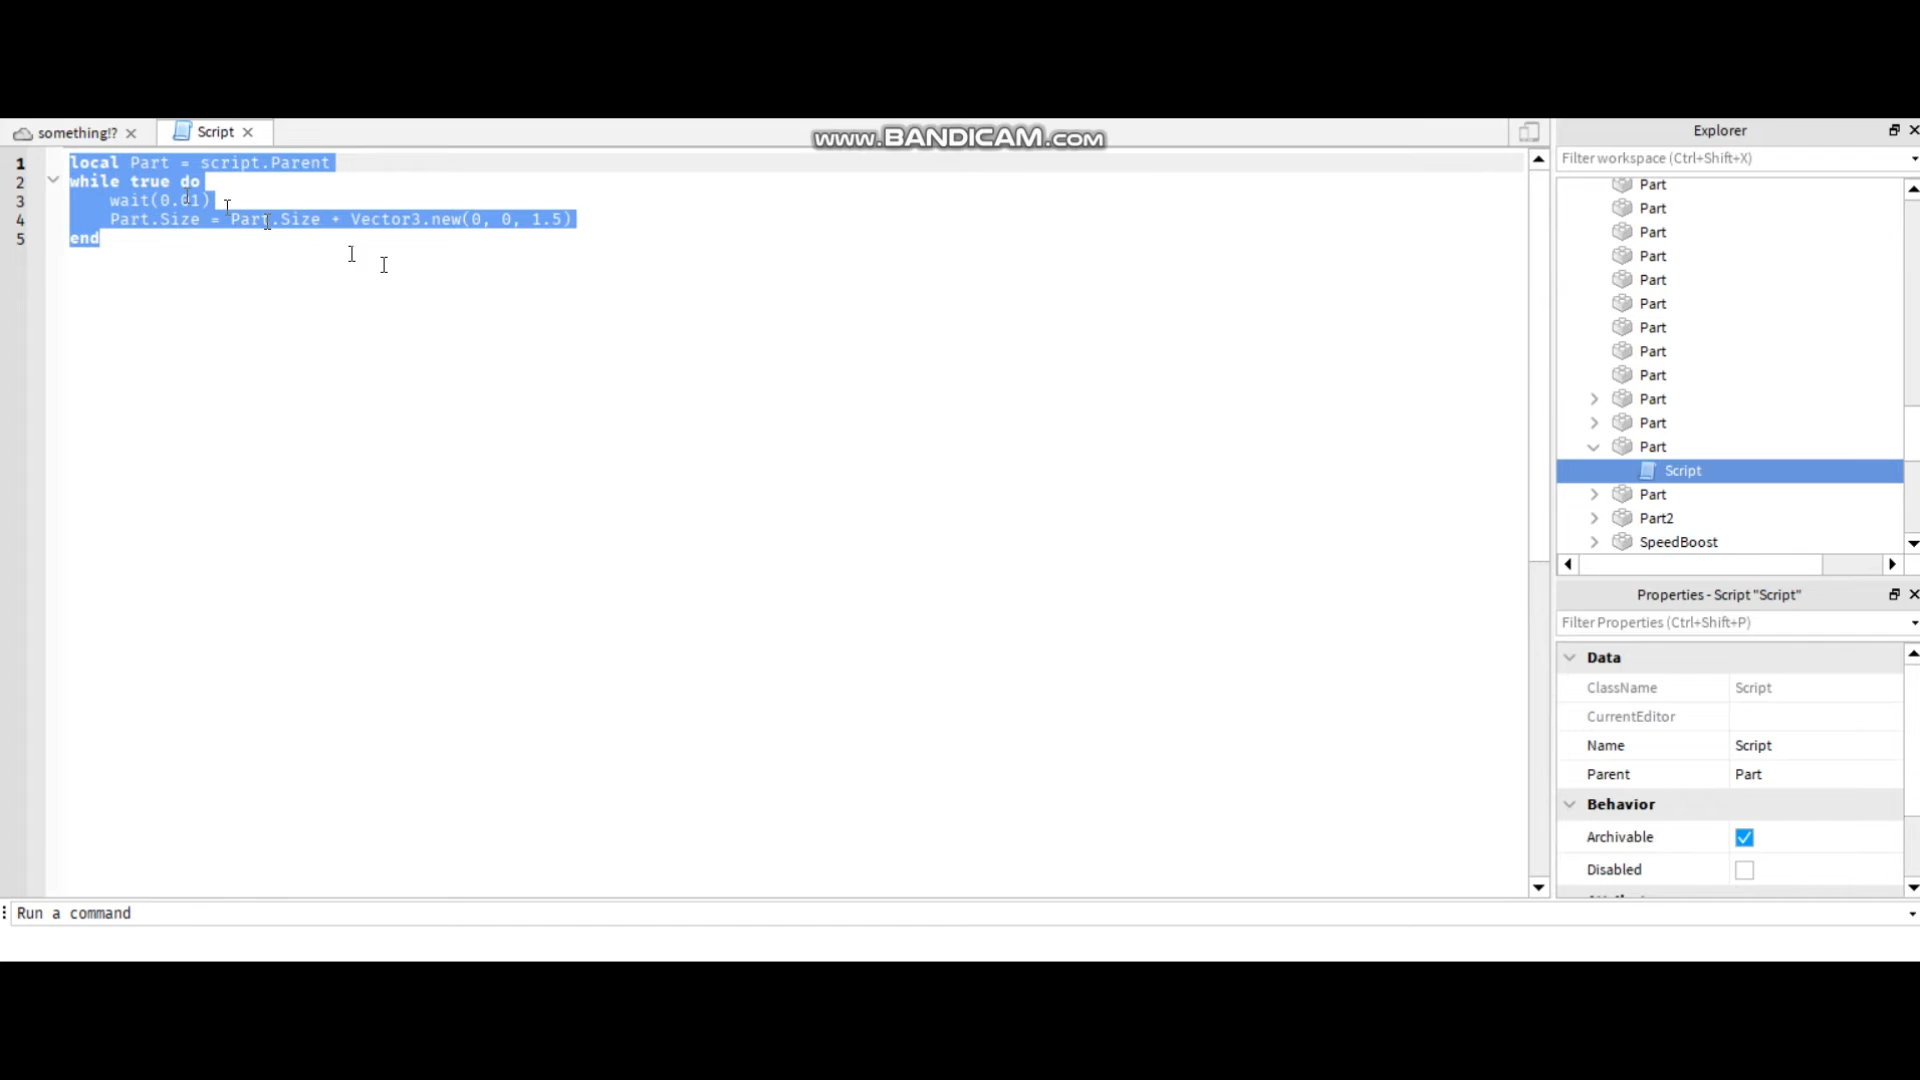 www.BANDICAM.com
something!?
Script
1 local Part = script.Parent
2 while true do
3 wait(0.01)
4 Part.Size = Part.Size + Vector3.new(0, 0, 1.5)
5 end
Run a command
Explorer
Filter workspace (Ctrl+Shift+X)
Part
Part
Part
Part
Part
Part
Part
Part
Part
Part
Part
Part
Script
Part
Part2
SpeedBoost
Properties - Script "Script"
Filter Properties (Ctrl+Shift+P)
Data
ClassName Script
CurrentEditor
Name Script
Parent Part
Behavior
Archivable
Disabled